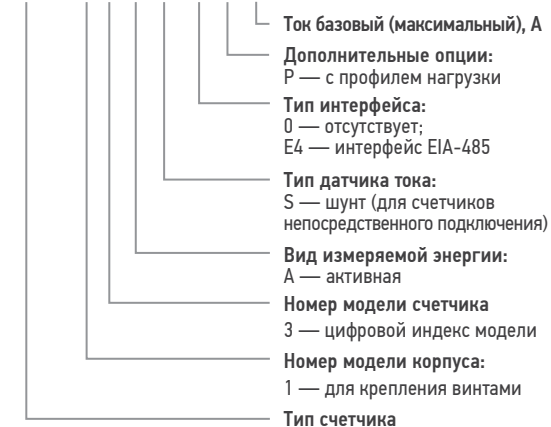 Ток базовый (максимальный), А
Дополнительные опции:
P — с профилем нагрузки
Тип интерфейса:
0 — отсутствует;
E4 — интерфейс EIA-485
Тип датчика тока:
S — шунт (для счетчиков
непосредственного подключения)
Вид измеряемой энергии:
А — активная
Номер модели счетчика
3 — цифровой индекс модели
Номер модели корпуса:
1 — для крепления винтами
Тип счетчика